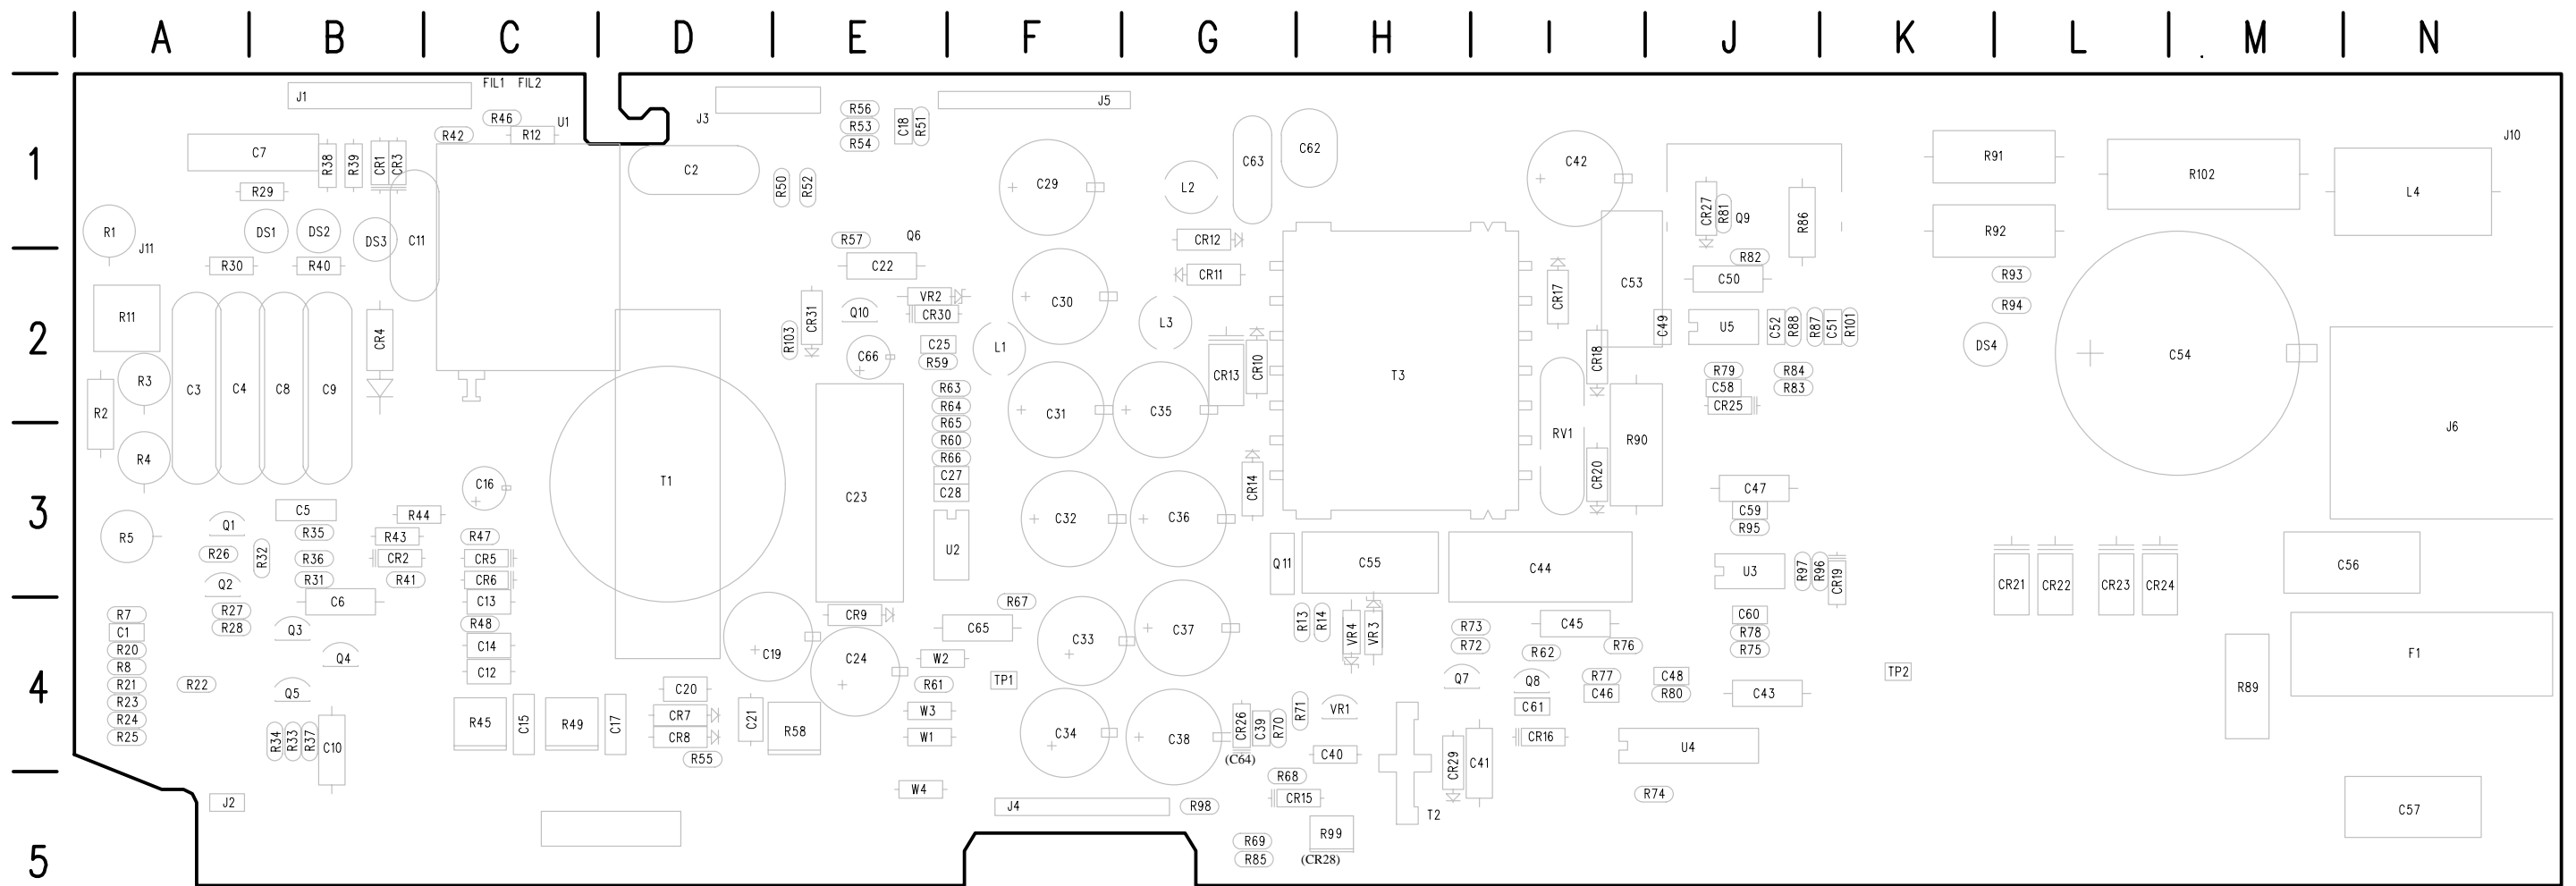 A B C D E F G H I J K L M N
FIL1 FIL2
J1 J3 J5
R46 U1 R56 C18 R51
R42 R12 R53 J10
1 C7 R38 R39 CR1 CR3 R54 C63 C62 C42 R91
C2 R50 R52 C29 L2 R102
R29 CR27 R81 Q9 R86 L4
R1 J11 DS1 DS2 DS3 C11 R57 Q6 CR12 R92
R30 R40 C22 CR11 R82
VR2 C30 CR17 C53 C50 R93
R11 CR31 Q10 CR30 L3 R94
2 CR4 R103 C25 L1 C49 U5 C52 R88 R87 C51 R101
C66 R59 CR10 CR18 DS4 C54
R3 CR13 T3 R79 R84
R2 C3 C4 C8 C9 R63 C58 R83
R64 C31 C35 CR25
R65 RV1 R90 J6
R4 R60
R66
C16 T1 C27 CR14 CR20 C47
3 C5 R44 C23 C28 C59
R5 Q1 R35 R43 R47 C32 C36 R95
R26 R32 R36 CR2 CR5 U2 Q11 C55 C44 U3 R97 R96 CR19 C56
Q2 R31 R41 CR6 CR21 CR22 CR23 CR24
C6 C13 R67
R7 R27 CR9 R13 R14 VR4 VR3 C60
C1 R28 Q3 R48 C65 C33 C37 R73 C45 R78
R20 Q4 C14 C19 C24 W2 R72 R62 R76 R75 F1
R8 C12
4 R21 R22 Q5 C20 R61 TP1 Q7 Q8 R77 C48 TP2 R89
R23 CR7 W3 R71 VR1 C61 C46 R80 C43
R24 R45 C15 R49 C17 C21 R58 CR26 C39 R70
R25 R34 R33 R37 C10 CR8 W1 C34 C38 CR16 U4
R55 (C64) C40 CR29 C41
R68
J2 W4 J4 R98 CR15 R74
T2 C57
R69 R99
5 R85 (CR28)